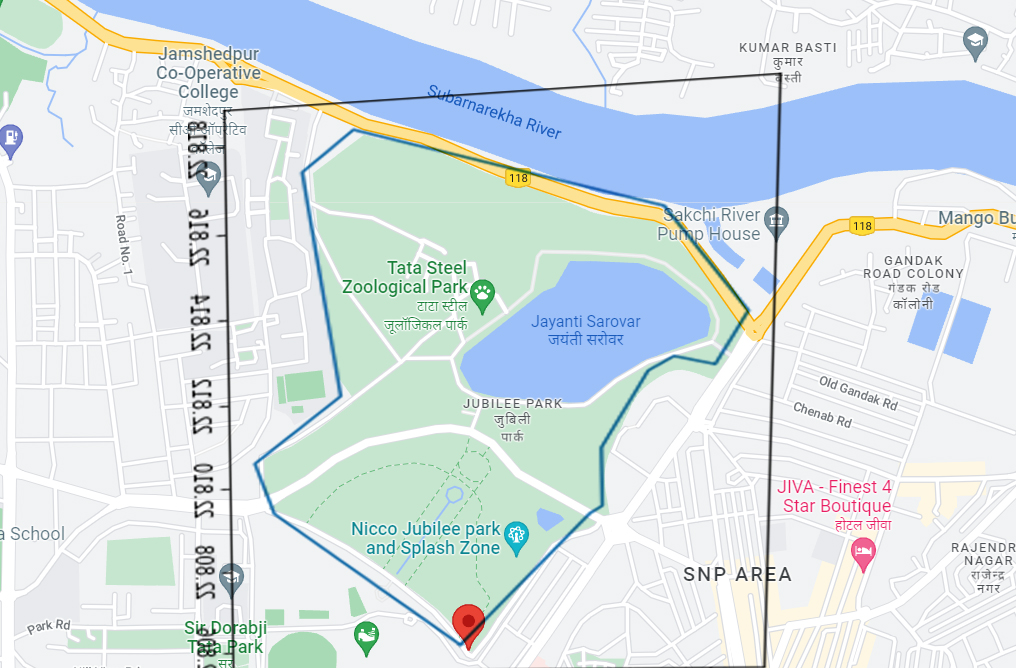 Jamshedpur
Co-Operative
College
जमशेदपुर
सीओ-ऑपरेटिव
कॉलेज
KUMAR BASTI
कुमार
बस्ती
Subarnarekha River
118
Sakchi River
Pump House
118
Mango Bu
GANDAK
ROAD COLONY
गंडक रोड
कॉलोनी
Road No. 1
22.818
22.816
22.814
22.812
22.810
22.808
Tata Steel
Zoological Park
टाटा स्टील
जूलॉजिकल पार्क
Jayanti Sarovar
जयंती सरोवर
JUBILEE PARK
जुबिली
पार्क
Old Gandak Rd
Chenab Rd
JIVA - Finest 4
Star Boutique
होटल जीवा
a School
Nicco Jubilee park
and Splash Zone
SNP AREA
RAJENDR
NAGAR
राजेन्द्र
नगर
Park Rd
Sir Dorabji
Tata Park
सर